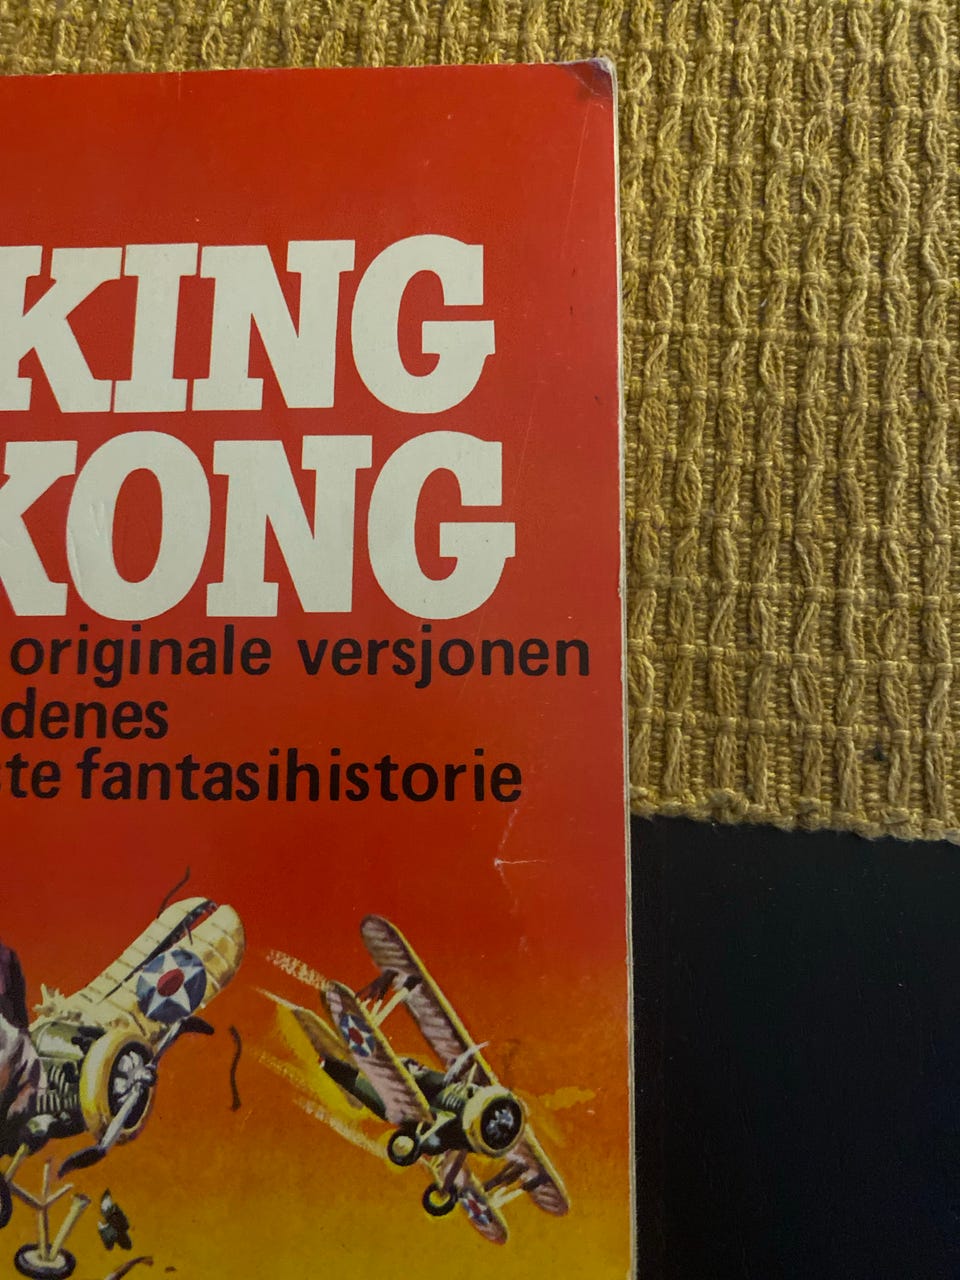 KING
KONG
originale versjonen
denes
ste fantasihistorie